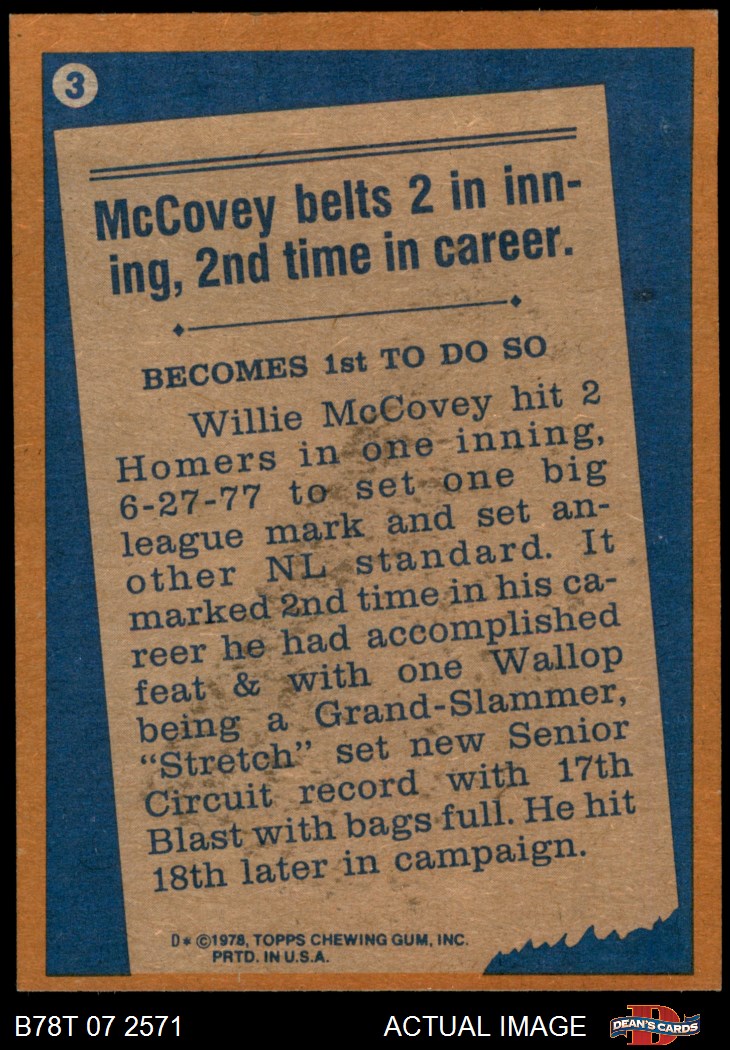 3
McCovey belts 2 in inn-
ing, 2nd time in career.
BECOMES 1st TO DO SO
Willie McCovey hit 2
Homers in one inning,
6-27-77 to set one big
league mark and set an-
other NL standard. It
marked 2nd time in his ca-
reer he had accomplished
feat & with one Wallop
being a Grand-Slammer,
“Stretch” set new Senior
Circuit record with 17th
Blast with bags full. He hit
18th later in campaign.
D* ©1978, TOPPS CHEWING GUM, INC.
PRTD. IN U.S.A.
B78T 07 2571 ACTUAL IMAGE D DEAN'S CARDS